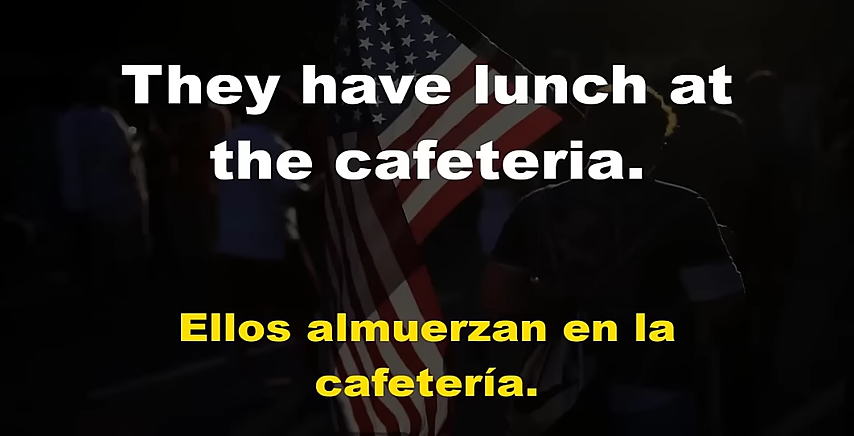 They have lunch at
the cafeteria.
Ellos almuerzan en la
cafetería.